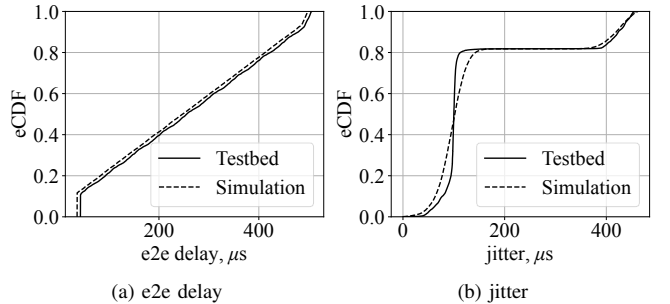 1.0
0.8
0.6
0.4
0.2
0.0
eCDF
200
400
e2e delay, μs
Testbed
Simulation
(a) e2e delay
1.0
0.8
0.6
0.4
0.2
0.0
eCDF
0
200
400
jitter, μs
Testbed
Simulation
(b) jitter